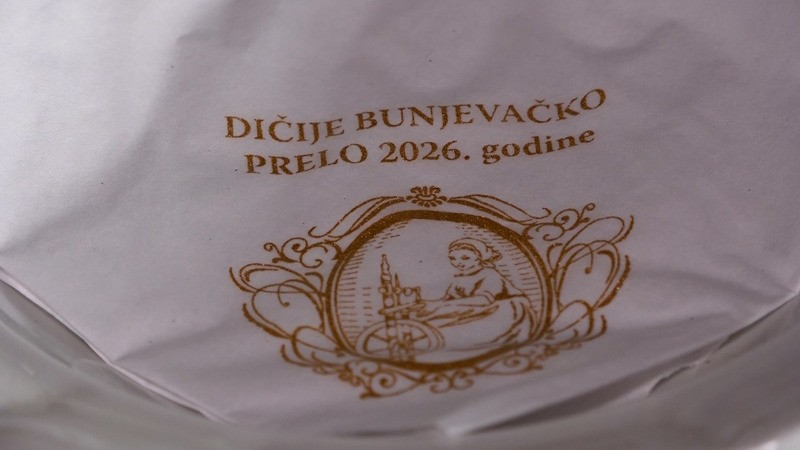 DIČIJE BUNJEVAČKO
PRELO 2026. godine